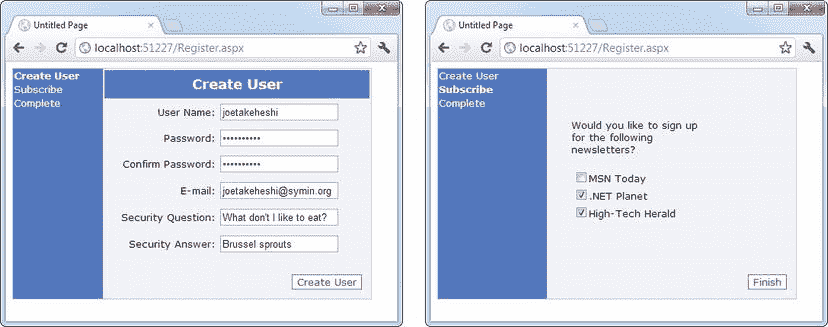 Untitled Page
localhost:51227/Register.aspx
Create User
Subscribe
Complete
Create User
User Name: joetakeheshi
Password: ••••••••••
Confirm Password: ••••••••••
E-mail: joetakeheshi@symin.org
Security Question: What don't I like to eat?
Security Answer: Brussel sprouts
Create User
Untitled Page
localhost:51227/Register.aspx
Create User
Subscribe
Complete
Would you like to sign up
for the following
newsletters?
MSN Today
.NET Planet
High-Tech Herald
Finish